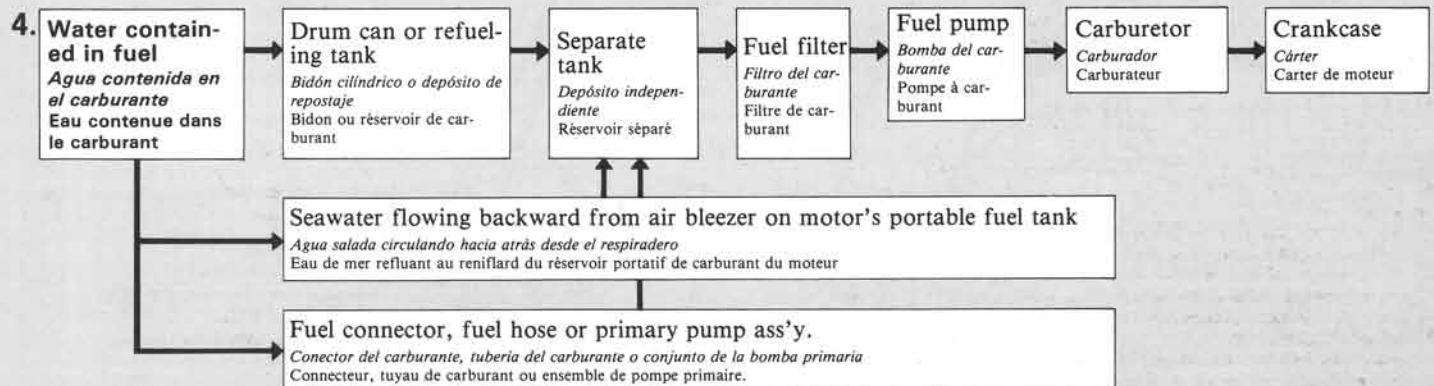 4. Water contain-
ed in fuel
Agua contenida en
el carburante
Eau contenue dans
le carburant
Drum can or refuel-
ing tank
Bidón cilíndrico o depósito de
repostaje
Bidon ou réservoir de car-
burant
Separate
tank
Depósito indepen-
diente
Réservoir séparé
Fuel filter
Filtro del car-
burante
Filtre de car-
burant
Fuel pump
Bomba del car-
burante
Pompe à car-
burant
Carburetor
Carburador
Carburateur
Crankcase
Cárter
Carter de moteur
Seawater flowing backward from air bleezer on motor's portable fuel tank
Agua salada circulando hacia atrás desde el respiradero
Eau de mer refluant au reniflard du réservoir portatif de carburant du moteur
Fuel connector, fuel hose or primary pump ass'y.
Conector del carburante, tubería del carburante o conjunto de la bomba primaria
Connecteur, tuyau de carburant ou ensemble de pompe primaire.